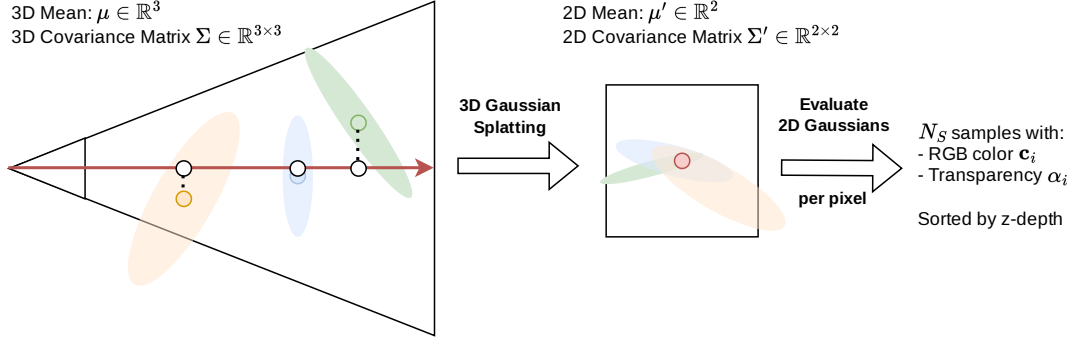 3D Mean: μ ∈ ℝ³
3D Covariance Matrix Σ ∈ ℝ³ˣ³
2D Mean: μ′ ∈ ℝ²
2D Covariance Matrix Σ′ ∈ ℝ²ˣ²
3D Gaussian
Splatting
Evaluate
2D Gaussians
per pixel
N_S samples with:
- RGB color c_i
- Transparency α_i
Sorted by z-depth